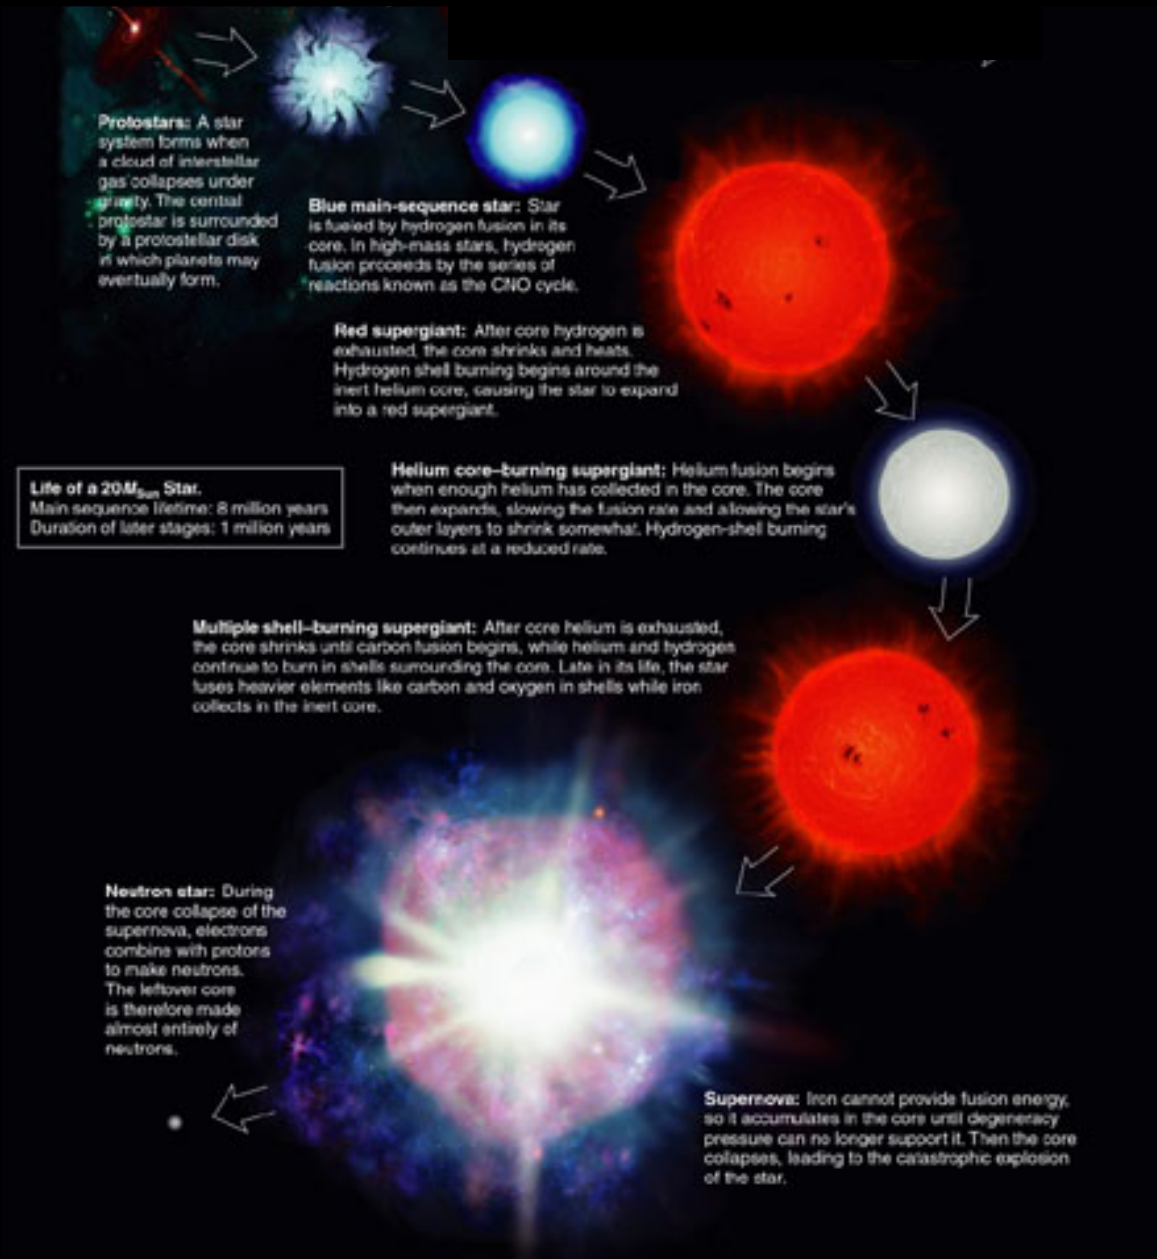 Protostars: A star
system forms when
a cloud of interstellar
gas collapses under
gravity. The central
protostar is surrounded
by a protostellar disk
in which planets may
eventually form.
Blue main-sequence star: Star
is fueled by hydrogen fusion in its
core. In high-mass stars, hydrogen
fusion proceeds by the series of
reactions known as the CNO cycle.
Red supergiant: After core hydrogen is
exhausted, the core shrinks and heats.
Hydrogen shell burning begins around the
inert helium core, causing the star to expand
into a red supergiant.
Life of a 20MSun Star.
Main sequence lifetime: 8 million years
Duration of later stages: 1 million years
Helium core–burning supergiant: Helium fusion begins
when enough helium has collected in the core. The core
then expands, slowing the fusion rate and allowing the star's
outer layers to shrink somewhat. Hydrogen-shell burning
continues at a reduced rate.
Multiple shell–burning supergiant: After core helium is exhausted,
the core shrinks until carbon fusion begins, while helium and hydrogen
continue to burn in shells surrounding the core. Late in its life, the star
fuses heavier elements like carbon and oxygen in shells while iron
collects in the inert core.
Neutron star: During
the core collapse of the
supernova, electrons
combine with protons
to make neutrons.
The leftover core
is therefore made
almost entirely of
neutrons.
Supernova: Iron cannot provide fusion energy,
so it accumulates in the core until degeneracy
pressure can no longer support it. Then the core
collapses, leading to the catastrophic explosion
of the star.